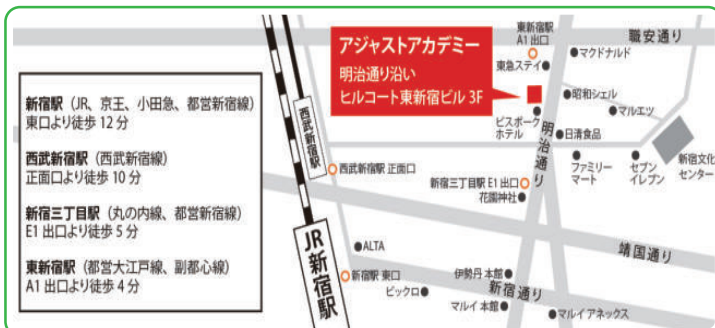 新宿駅（JR、京王、小田急、都営新宿線）
東口より徒歩 12 分
西武新宿駅（西武新宿線）
正面口より徒歩 10 分
新宿三丁目駅（丸の内線、都営新宿線）
E1 出口より徒歩 5 分
東新宿駅（都営大江戸線、副都心線）
A1 出口より徒歩 4 分
アジャストアカデミー
明治通り沿い
ヒルコート東新宿ビル 3F
東新宿駅
A1 出口
職安通り
マクドナルド
東急ステイ
昭和シェル
マルエツ
ビスポーク
ホテル
日清食品
明治通り
ファミリー
マート
セブン
イレブン
新宿文化
センター
西武新宿駅
西武新宿駅 正面口
新宿三丁目駅 E1 出口
花園神社
靖国通り
ALTA
JR新宿駅
新宿駅 東口
伊勢丹 本館
新宿通り
ビックロ
マルイ 本館
マルイ アネックス